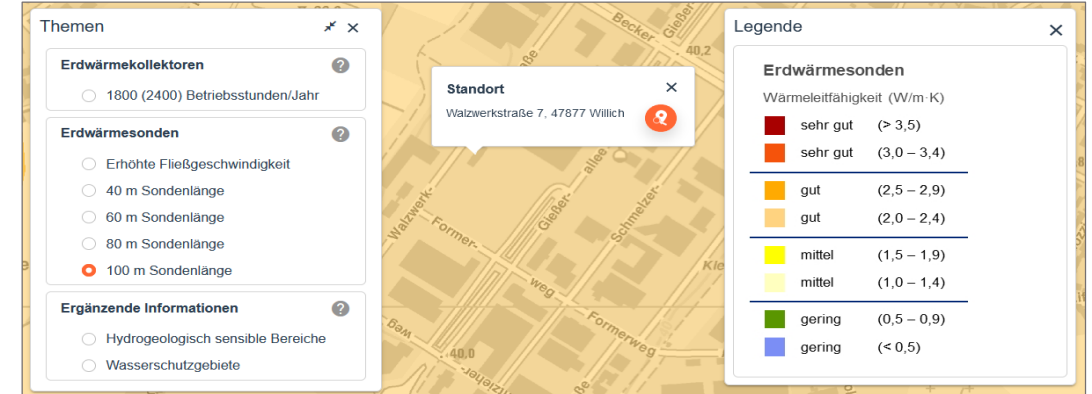 Themen
Erdwärmekollektoren
1800 (2400) Betriebsstunden/Jahr
Erdwärmesonden
Erhöhte Fließgeschwindigkeit
40 m Sondenlänge
60 m Sondenlänge
80 m Sondenlänge
100 m Sondenlänge
Ergänzende Informationen
Hydrogeologisch sensible Bereiche
Wasserschutzgebiete
Standort
Walzwerkstraße 7, 47877 Willich
Becker
Gießer
40,2
Walzwerk-
Former-
Gießer-
allee
Schmelzer-
weg
Formerweg
weg
40,0
Legende
Erdwärmesonden
Wärmeleitfähigkeit (W/m·K)
sehr gut (> 3,5)
sehr gut (3,0 – 3,4)
gut (2,5 – 2,9)
gut (2,0 – 2,4)
mittel (1,5 – 1,9)
mittel (1,0 – 1,4)
gering (0,5 – 0,9)
gering (< 0,5)